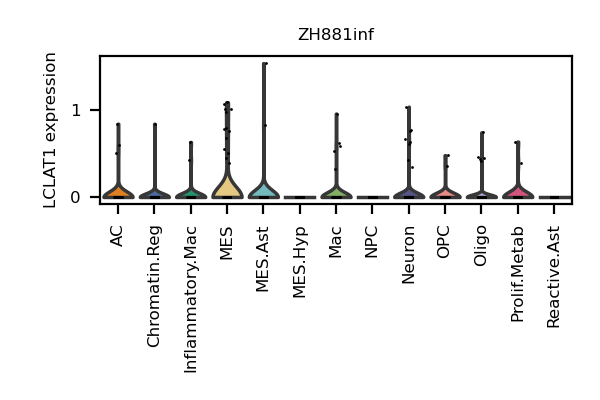 ZH881inf
LCLAT1 expression
1
0
AC
Chromatin.Reg
Inflammatory.Mac
MES
MES.Ast
MES.Hyp
Mac
NPC
Neuron
OPC
Oligo
Prolif.Metab
Reactive.Ast